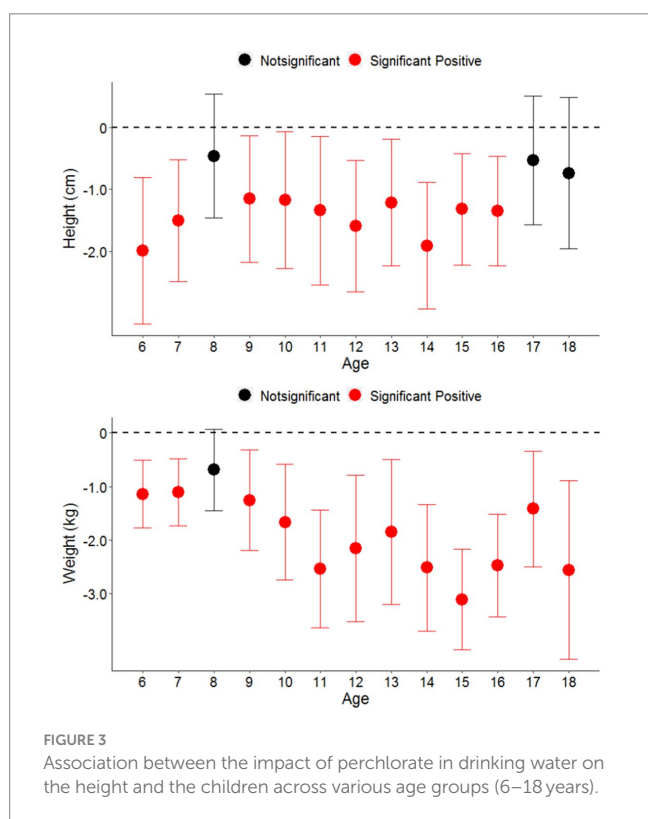 Notsignificant Significant Positive
Height (cm)
0
-1.0
-2.0
6 7 8 9 10 11 12 13 14 15 16 17 18
Age
Notsignificant Significant Positive
Weight (kg)
0
-1.0
-2.0
-3.0
6 7 8 9 10 11 12 13 14 15 16 17 18
Age
FIGURE 3
Association between the impact of perchlorate in drinking water on
the height and the children across various age groups (6–18 years).